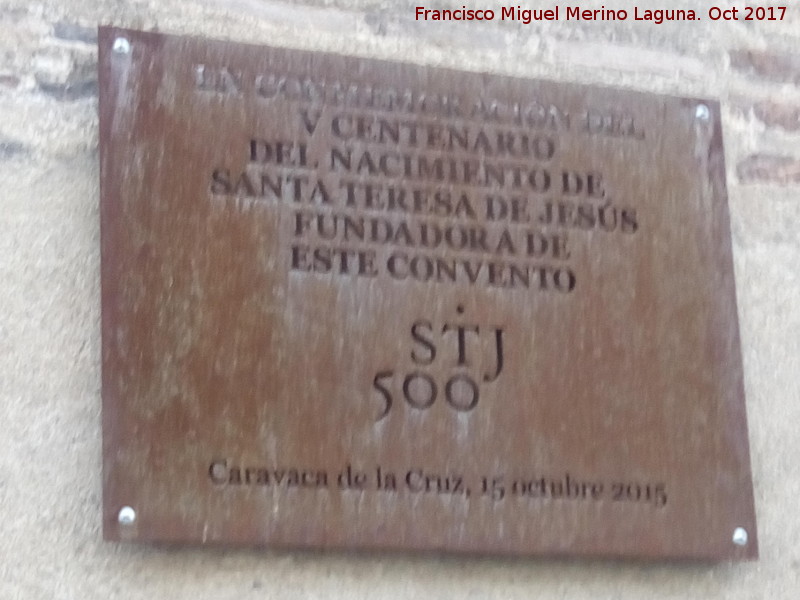 Francisco Miguel Merino Laguna. Oct 2017
EN CONMEMORACIÓN DEL
V CENTENARIO
DEL NACIMIENTO DE
SANTA TERESA DE JESÚS
FUNDADORA DE
ESTE CONVENTO
STJ
500
Caravaca de la Cruz, 15 octubre 2015